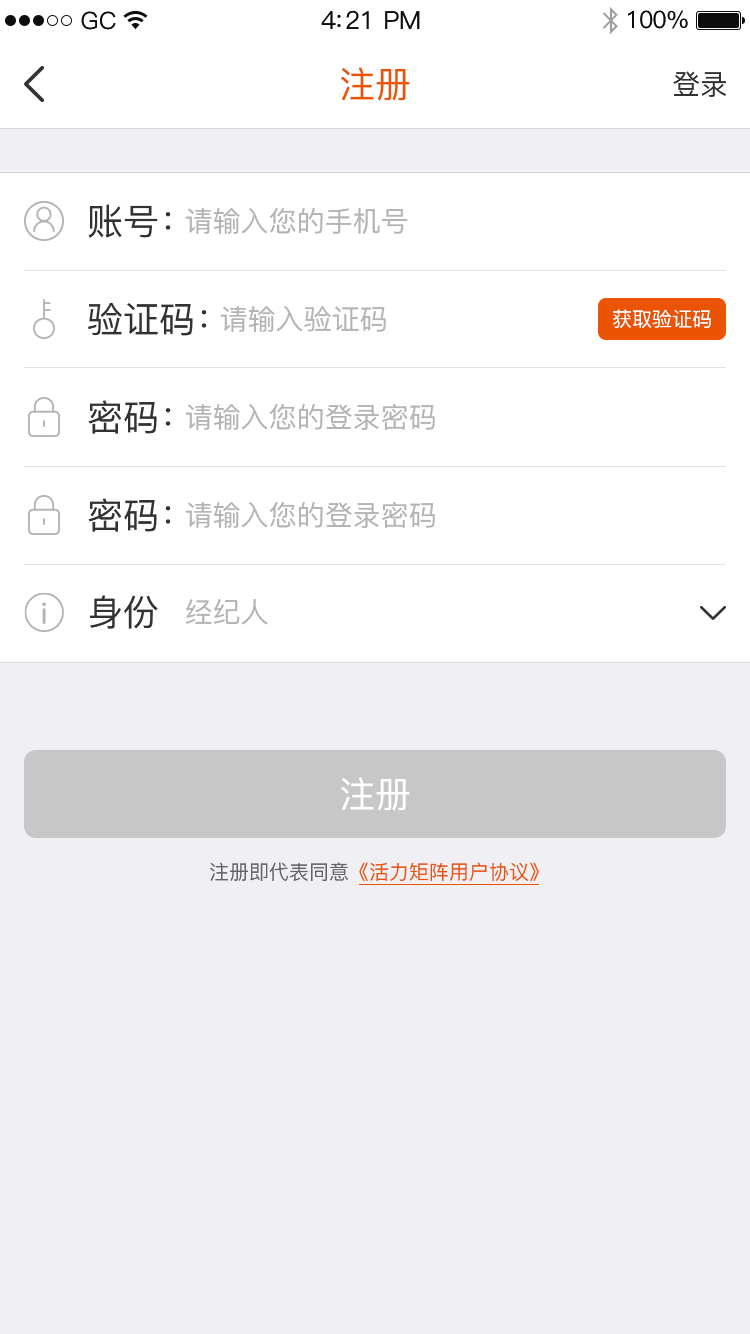 GC 4:21 PM 100%
注册 登录
账号：请输入您的手机号
验证码：请输入验证码 获取验证码
密码：请输入您的登录密码
密码：请输入您的登录密码
身份 经纪人
注册
注册即代表同意《活力矩阵用户协议》